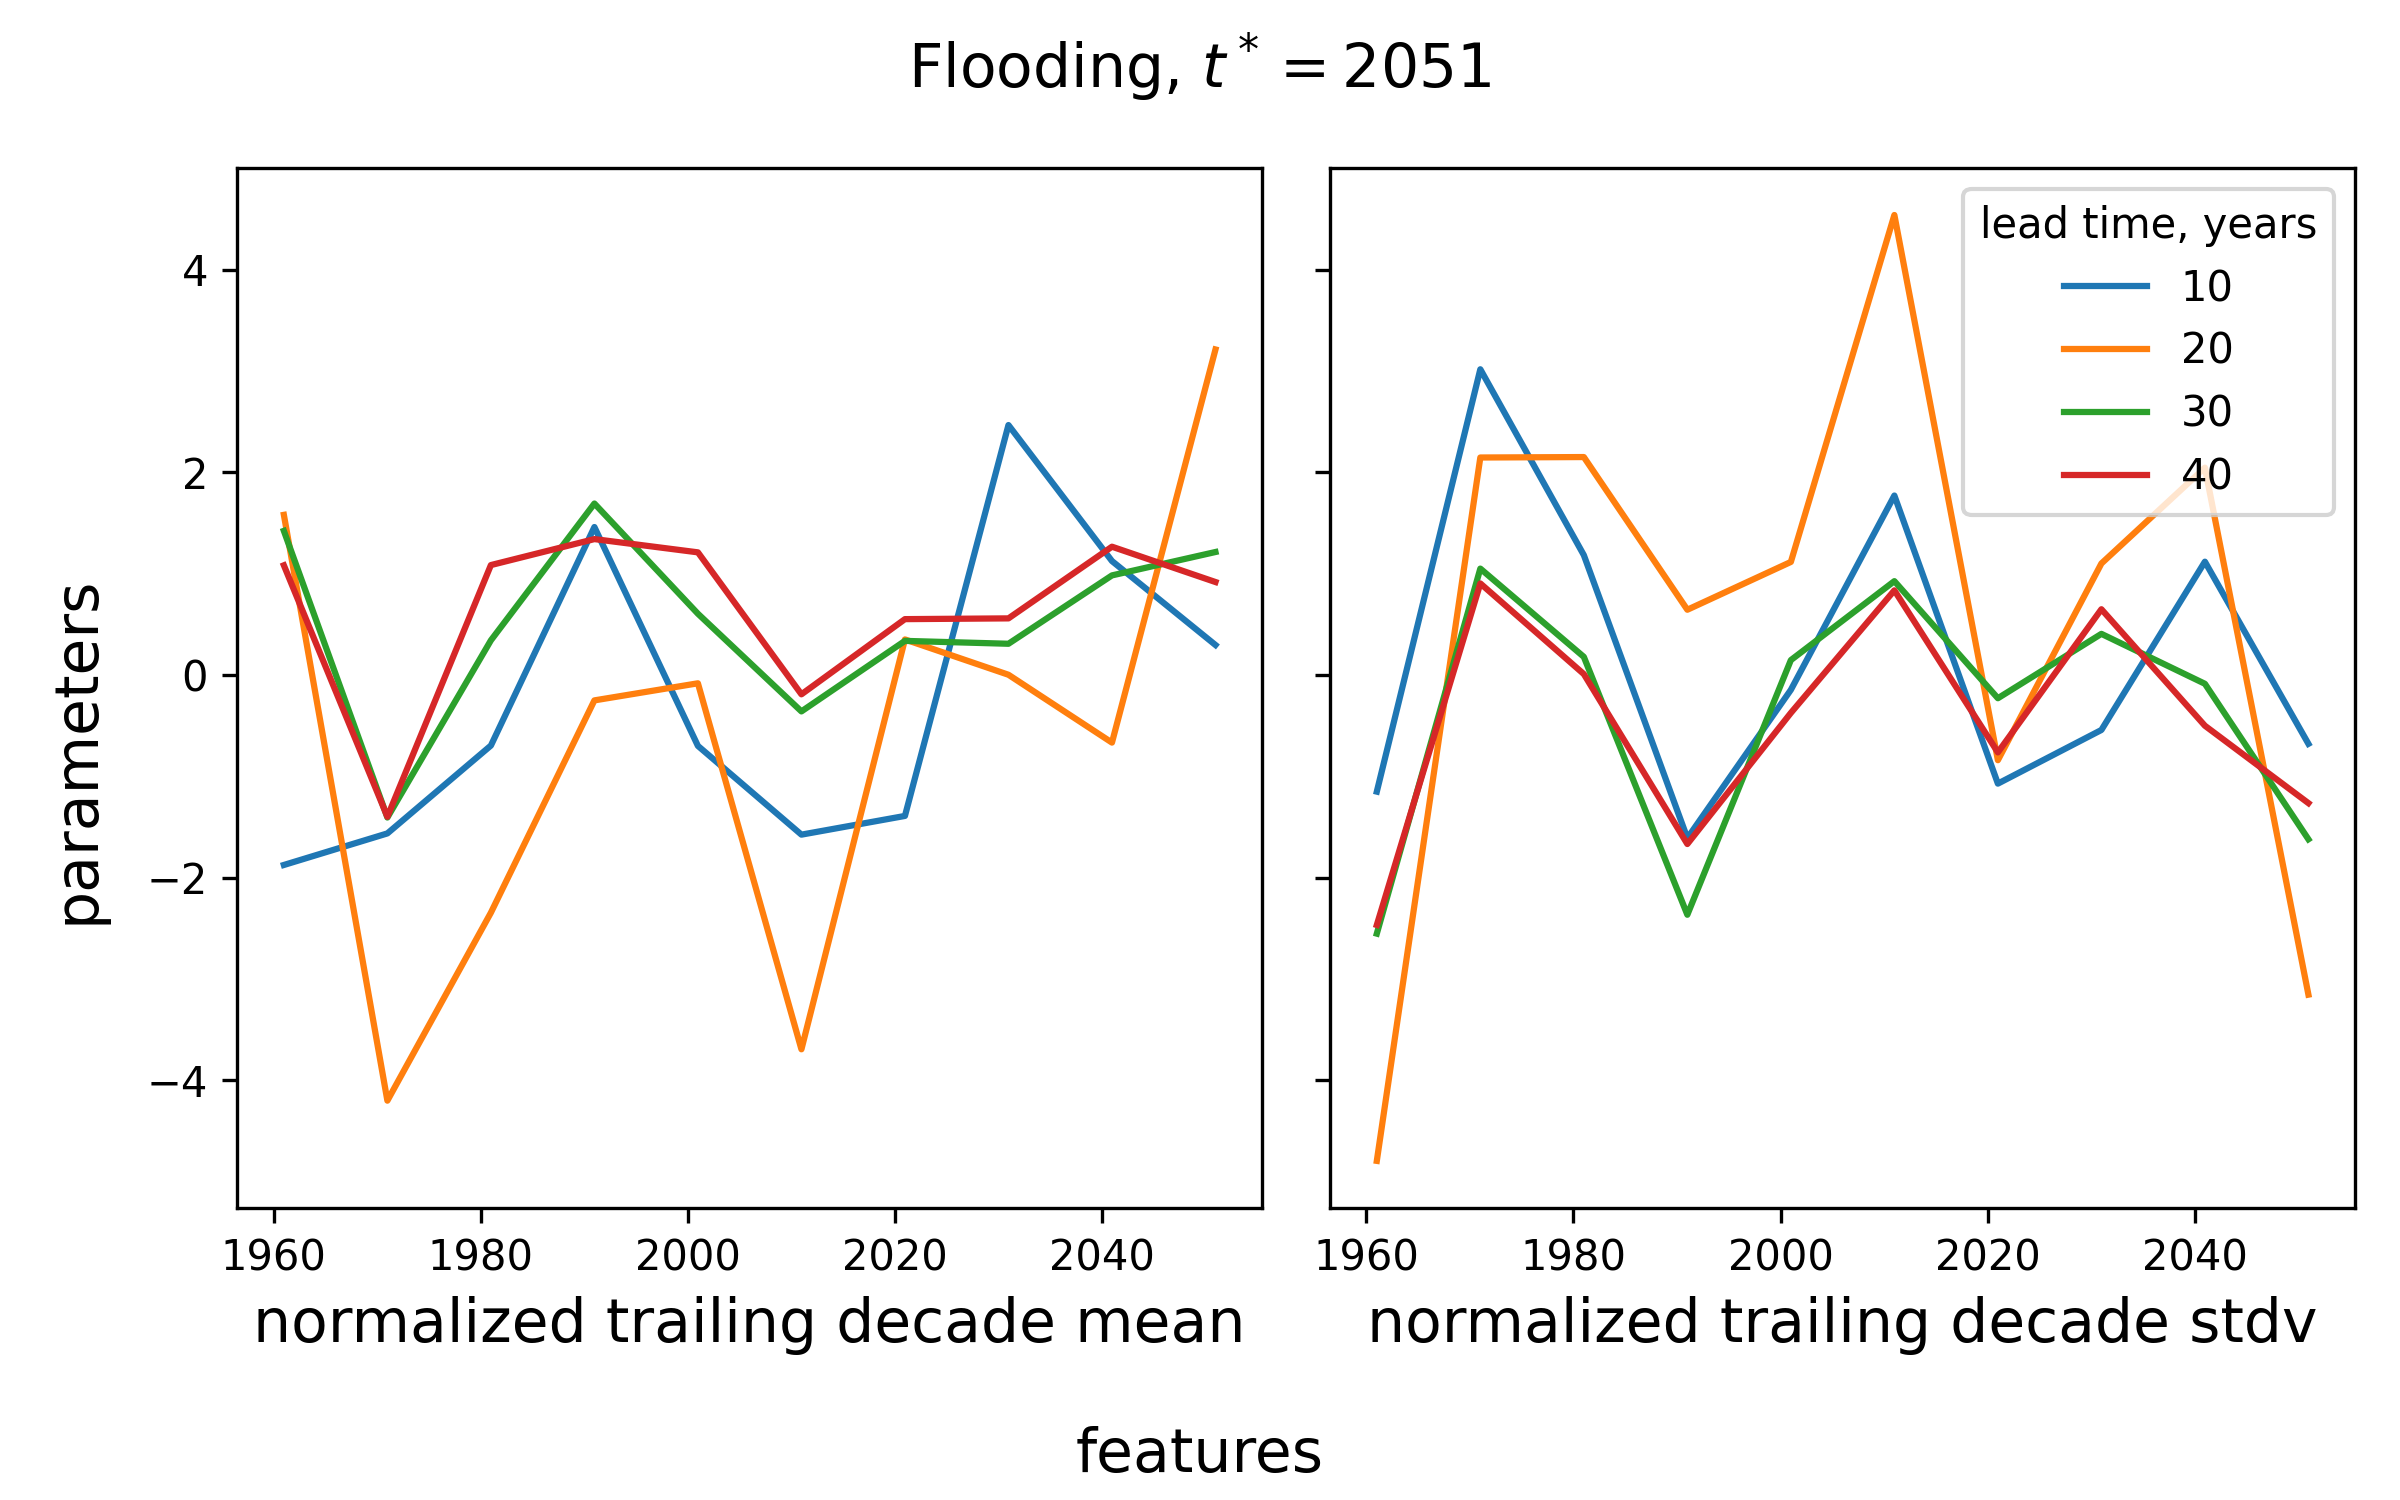 Flooding, t* = 2051
parameters
4
2
0
−2
−4
1960 1980 2000 2020 2040
normalized trailing decade mean
lead time, years
10
20
30
40
1960 1980 2000 2020 2040
normalized trailing decade stdv
features